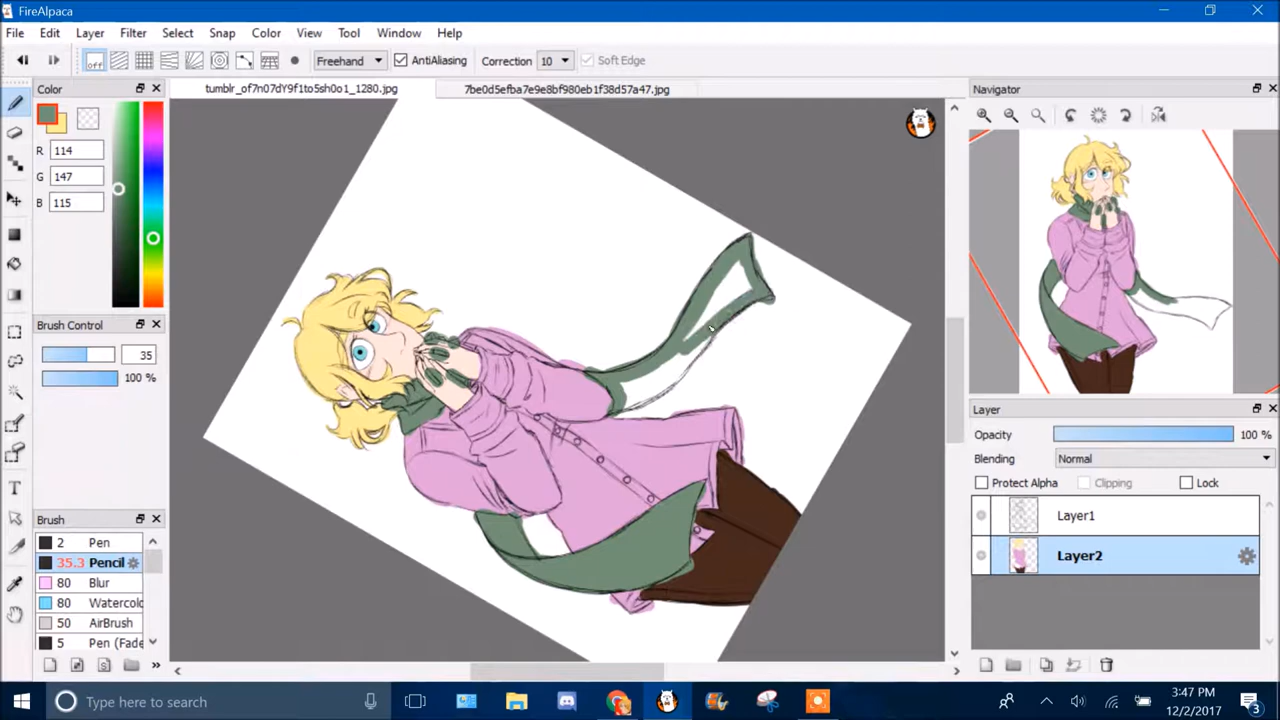 FireAlpaca
File Edit Layer Filter Select Snap Color View Tool Window Help
off Freehand AntiAliasing Correction 10 Soft Edge
Color tumblr_of7n07dY9f1to5sh0o1_1280.jpg 7be0d5efba7e9e8bf980eb1f38d57a47.jpg Navigator
R 114
G 147
B 115
Brush Control
35
100 %
Layer
Opacity 100 %
Blending Normal
Protect Alpha Clipping Lock
Layer1
Brush
2 Pen
35.3 Pencil
Layer2
80 Blur
80 Watercolo
50 AirBrush
5 Pen (Fade
Type here to search
3:47 PM
12/2/2017
3